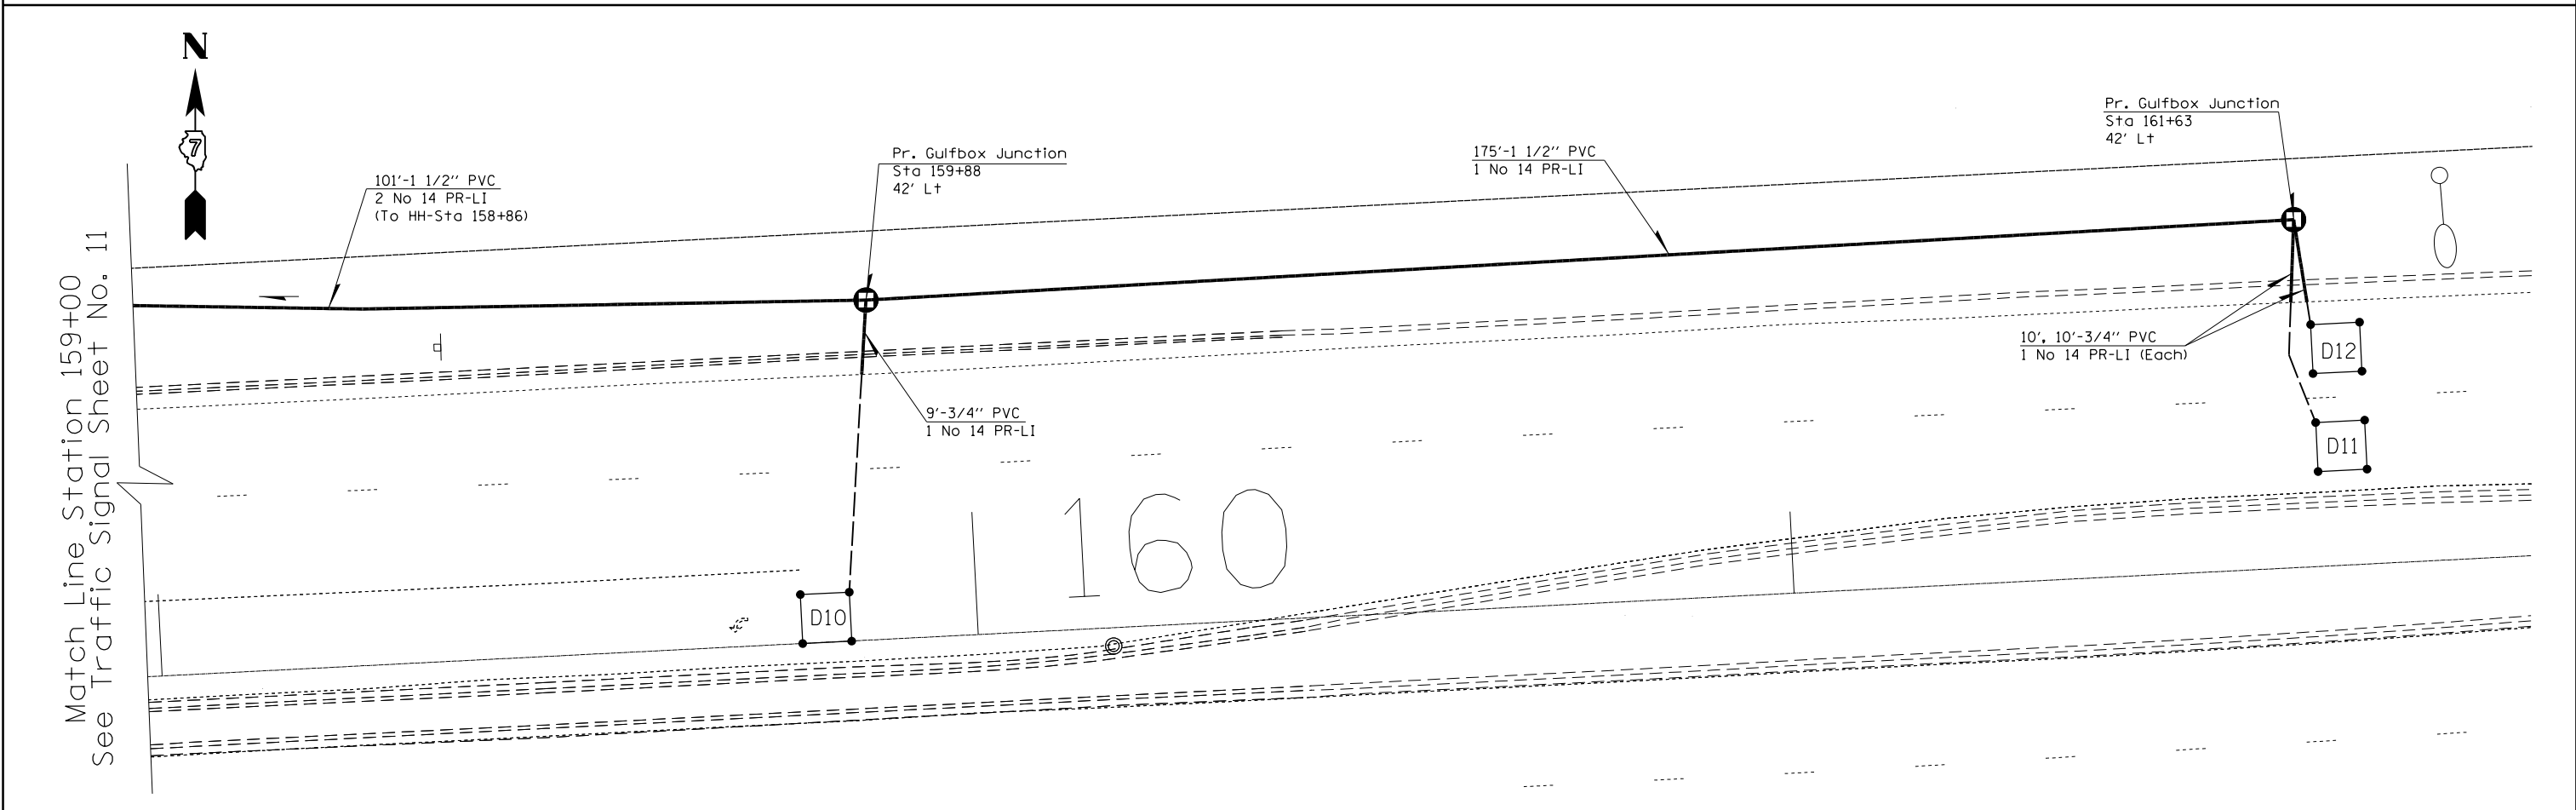 N
7
Pr. Gulfbox Junction
Sta 161+63
42' Lt
Pr. Gulfbox Junction
Sta 159+88
42' Lt
175'-1 1/2'' PVC
1 No 14 PR-LI
101'-1 1/2'' PVC
2 No 14 PR-LI
(To HH-Sta 158+86)
Match Line Station 159+00
See Traffic Signal Sheet No. 11
10', 10'-3/4'' PVC
1 No 14 PR-LI (Each)
D12
9'-3/4'' PVC
1 No 14 PR-LI
D11
160
D10